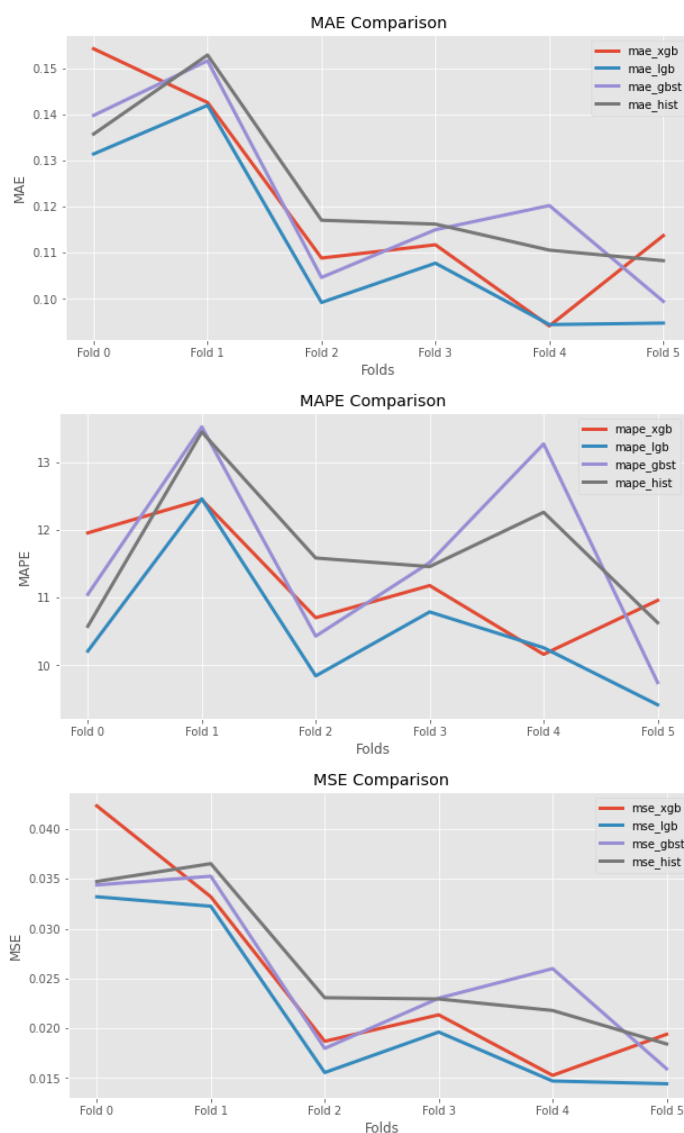 MAE Comparison
mae_xgb
mae_lgb
mae_gbst
mae_hist
0.15
0.14
0.13
0.12
0.11
0.10
MAE
Fold 0 Fold 1 Fold 2 Fold 3 Fold 4 Fold 5
Folds
MAPE Comparison
mape_xgb
mape_lgb
mape_gbst
mape_hist
13
12
11
10
MAPE
Fold 0 Fold 1 Fold 2 Fold 3 Fold 4 Fold 5
Folds
MSE Comparison
mse_xgb
mse_lgb
mse_gbst
mse_hist
0.040
0.035
0.030
0.025
0.020
0.015
MSE
Fold 0 Fold 1 Fold 2 Fold 3 Fold 4 Fold 5
Folds